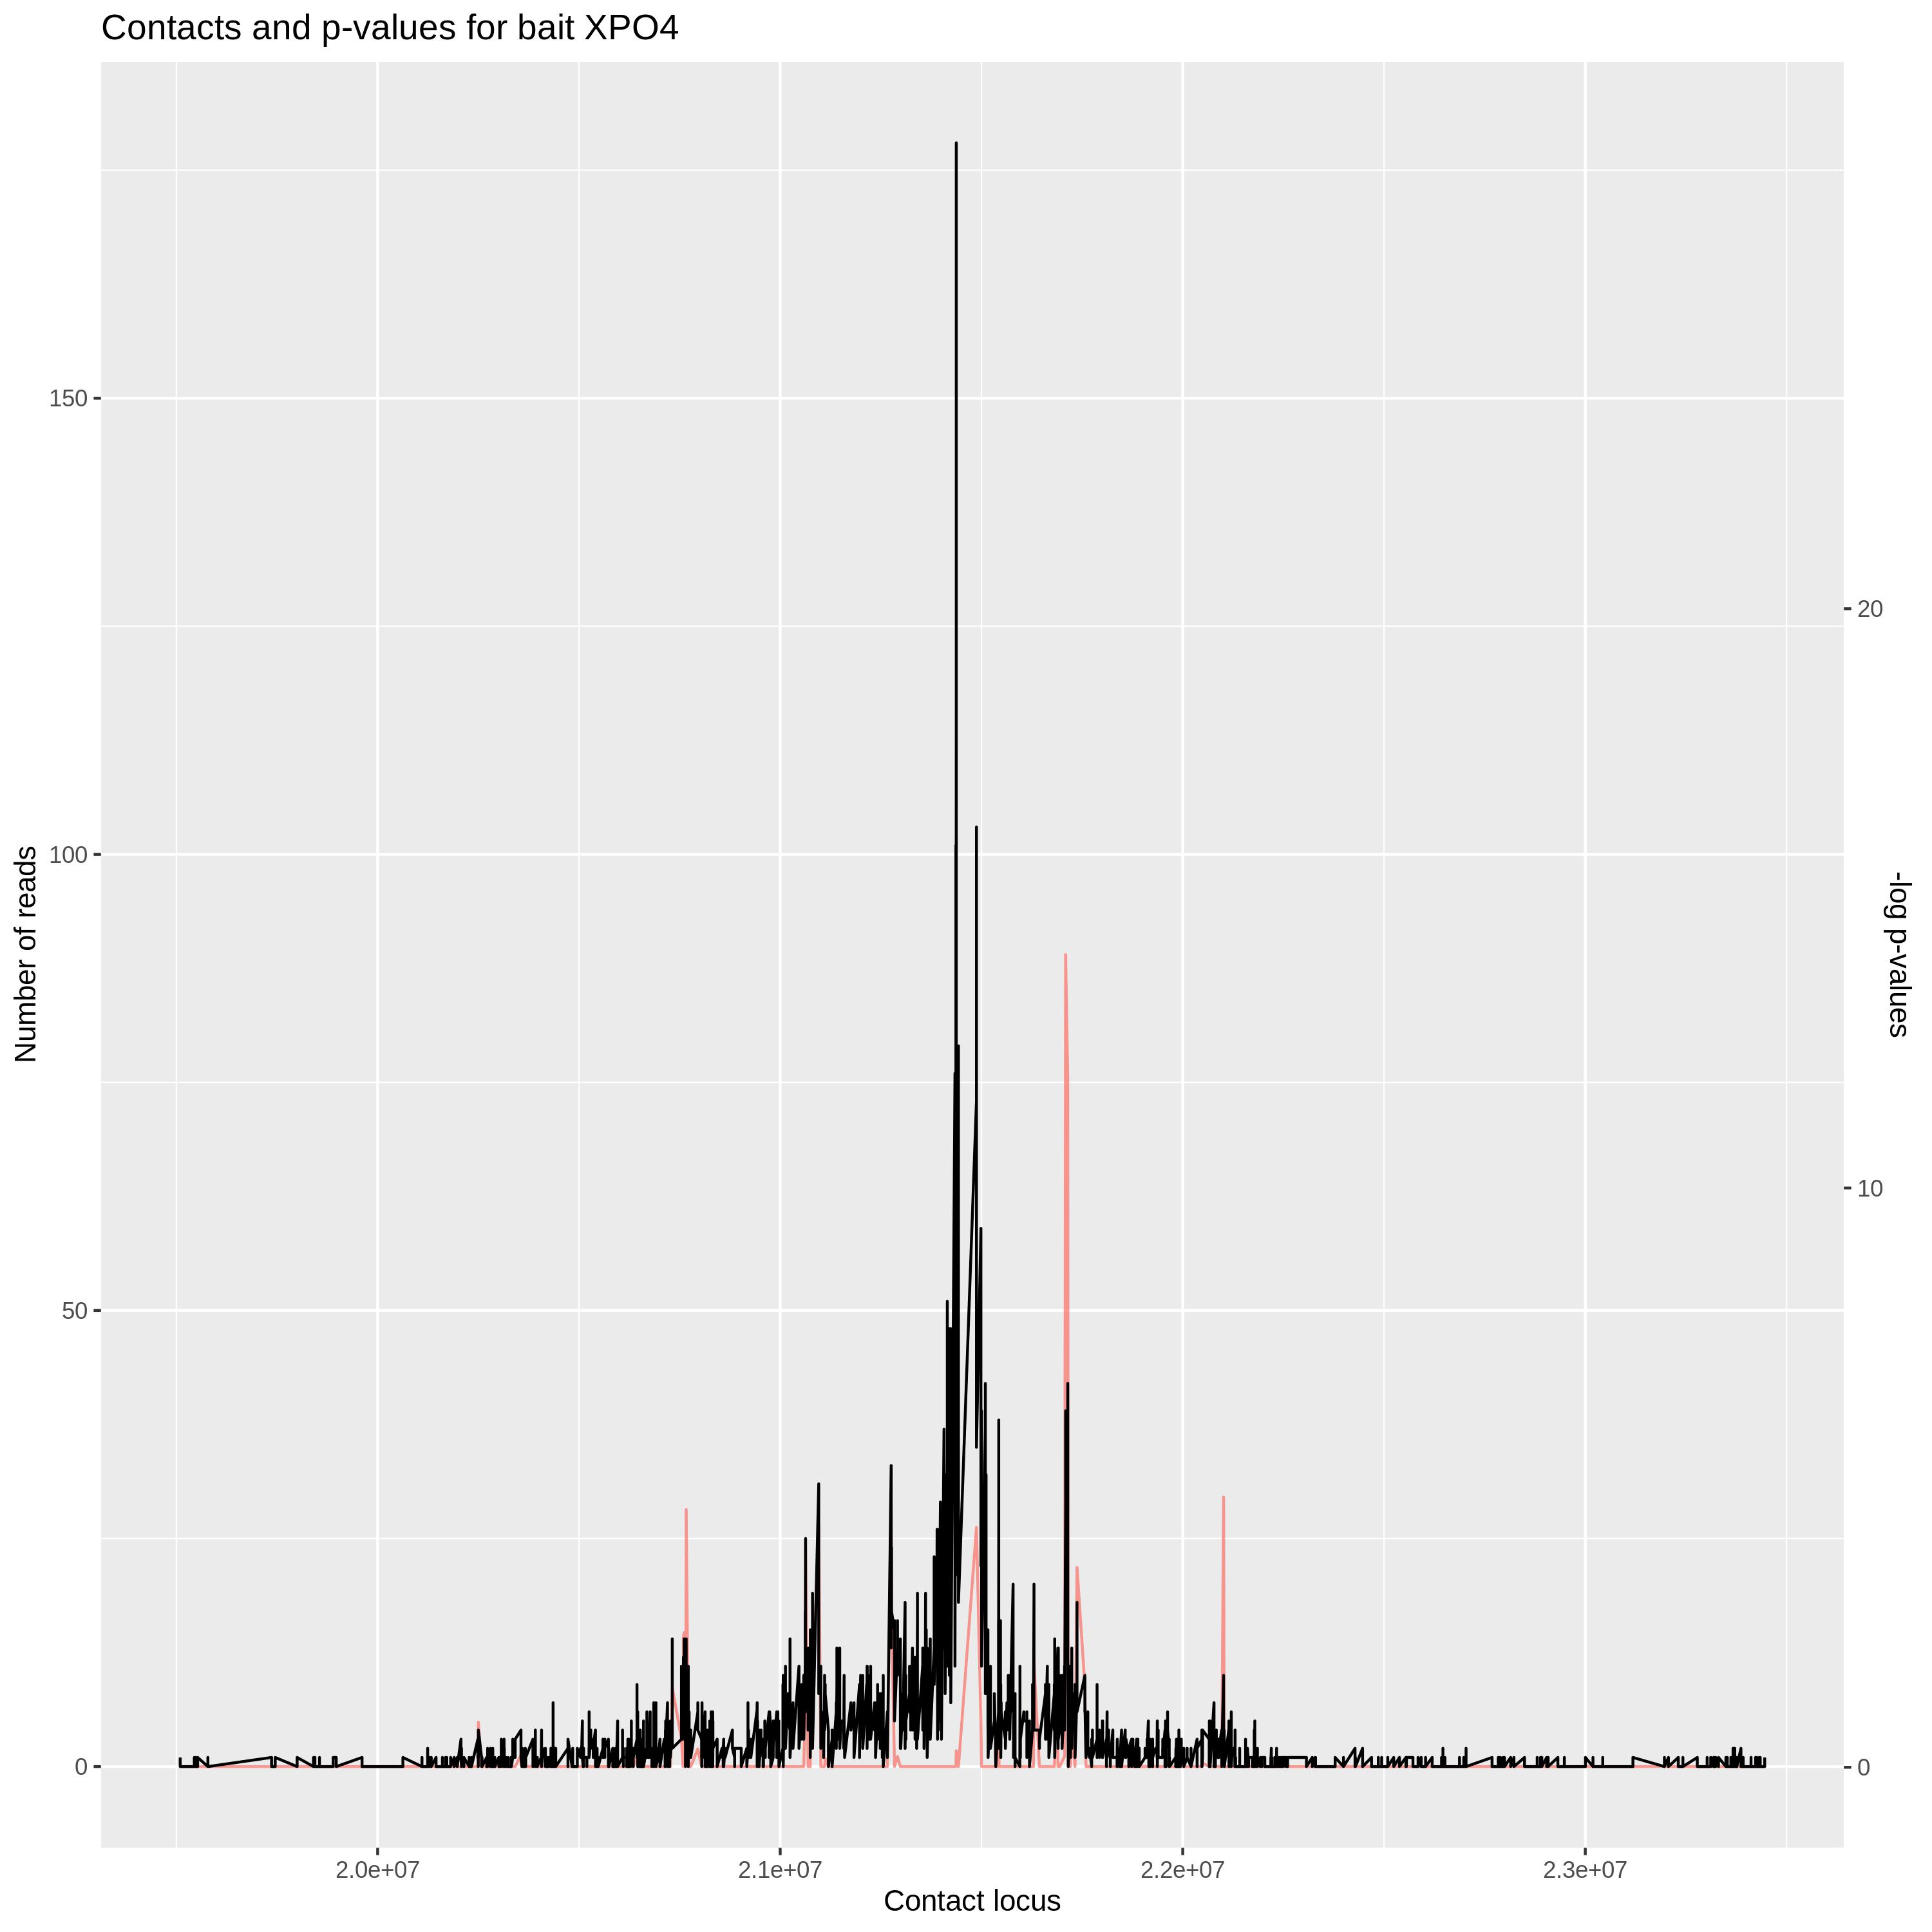 Contacts and p-values for bait XPO4
150
100
50
0
Number of reads
20
10
0
-log p-values
2.0e+07
2.1e+07
2.2e+07
2.3e+07
Contact locus